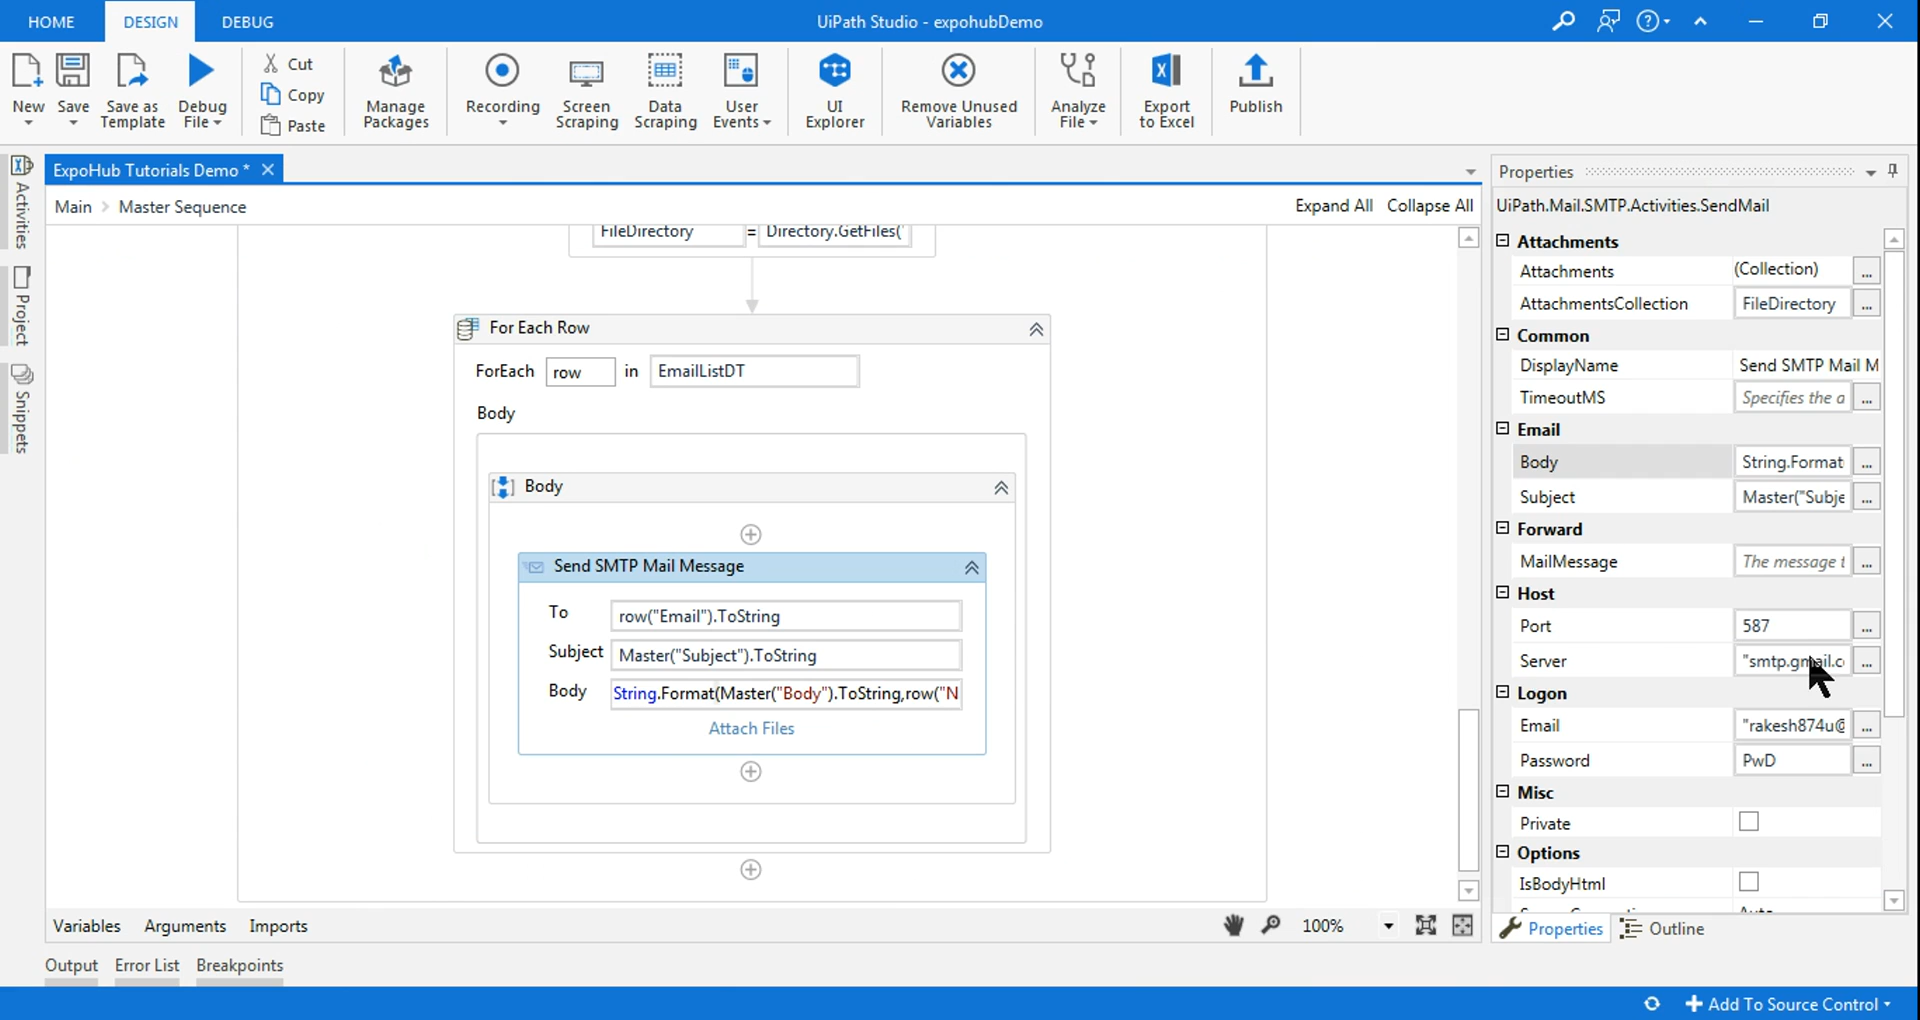 HOME DESIGN DEBUG UiPath Studio - expohubDemo
New Save Save as Template Debug File Cut Copy Paste Manage Packages Recording Screen Scraping Data Scraping User Events UI Explorer Remove Unused Variables Analyze File Export to Excel Publish
Activities
Project
Snippets
ExpoHub Tutorials Demo *
Main > Master Sequence Expand All Collapse All
FileDirectory = Directory.GetFiles('
For Each Row
ForEach row in EmailListDT
Body
Body
Send SMTP Mail Message
To row("Email").ToString
Subject Master("Subject").ToString
Body String.Format(Master("Body").ToString,row("N
Attach Files
Variables Arguments Imports 100%
Output Error List Breakpoints
Properties
UiPath.Mail.SMTP.Activities.SendMail
Attachments
Attachments (Collection) ...
AttachmentsCollection FileDirectory ...
Common
DisplayName Send SMTP Mail M
TimeoutMS Specifies the a ...
Email
Body String.Format( ...
Subject Master("Subje ...
Forward
MailMessage The message t ...
Host
Port 587 ...
Server "smtp.gmail.c ...
Logon
Email "rakesh874u@ ...
Password PwD ...
Misc
Private
Options
IsBodyHtml
Properties Outline
Add To Source Control